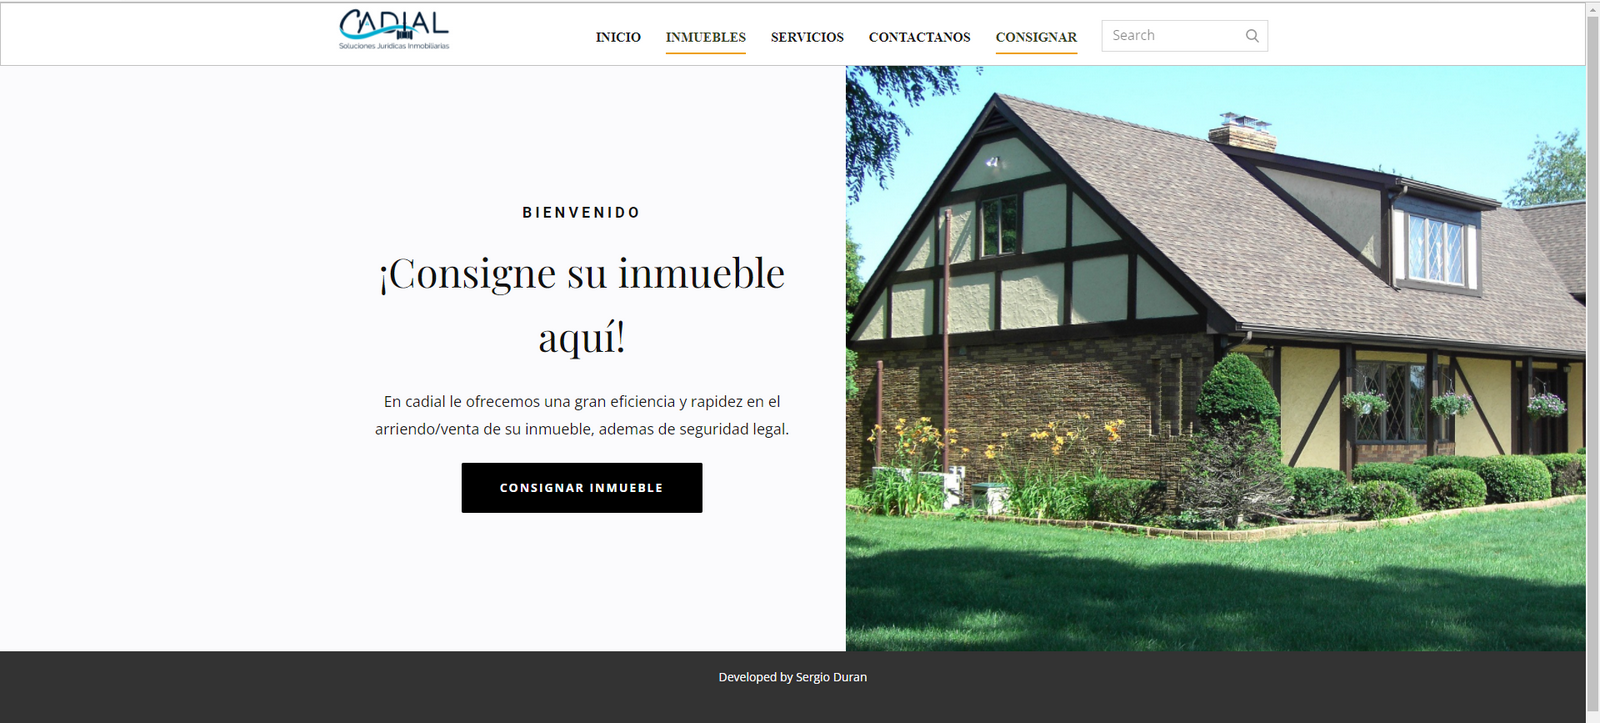 CADIAL
Soluciones Jurídicas Inmobiliarias
INICIO INMUEBLES SERVICIOS CONTACTANOS CONSIGNAR Search
BIENVENIDO
¡Consigne su inmueble
aquí!
En cadial le ofrecemos una gran eficiencia y rapidez en el
arriendo/venta de su inmueble, ademas de seguridad legal.
CONSIGNAR INMUEBLE
Developed by Sergio Duran